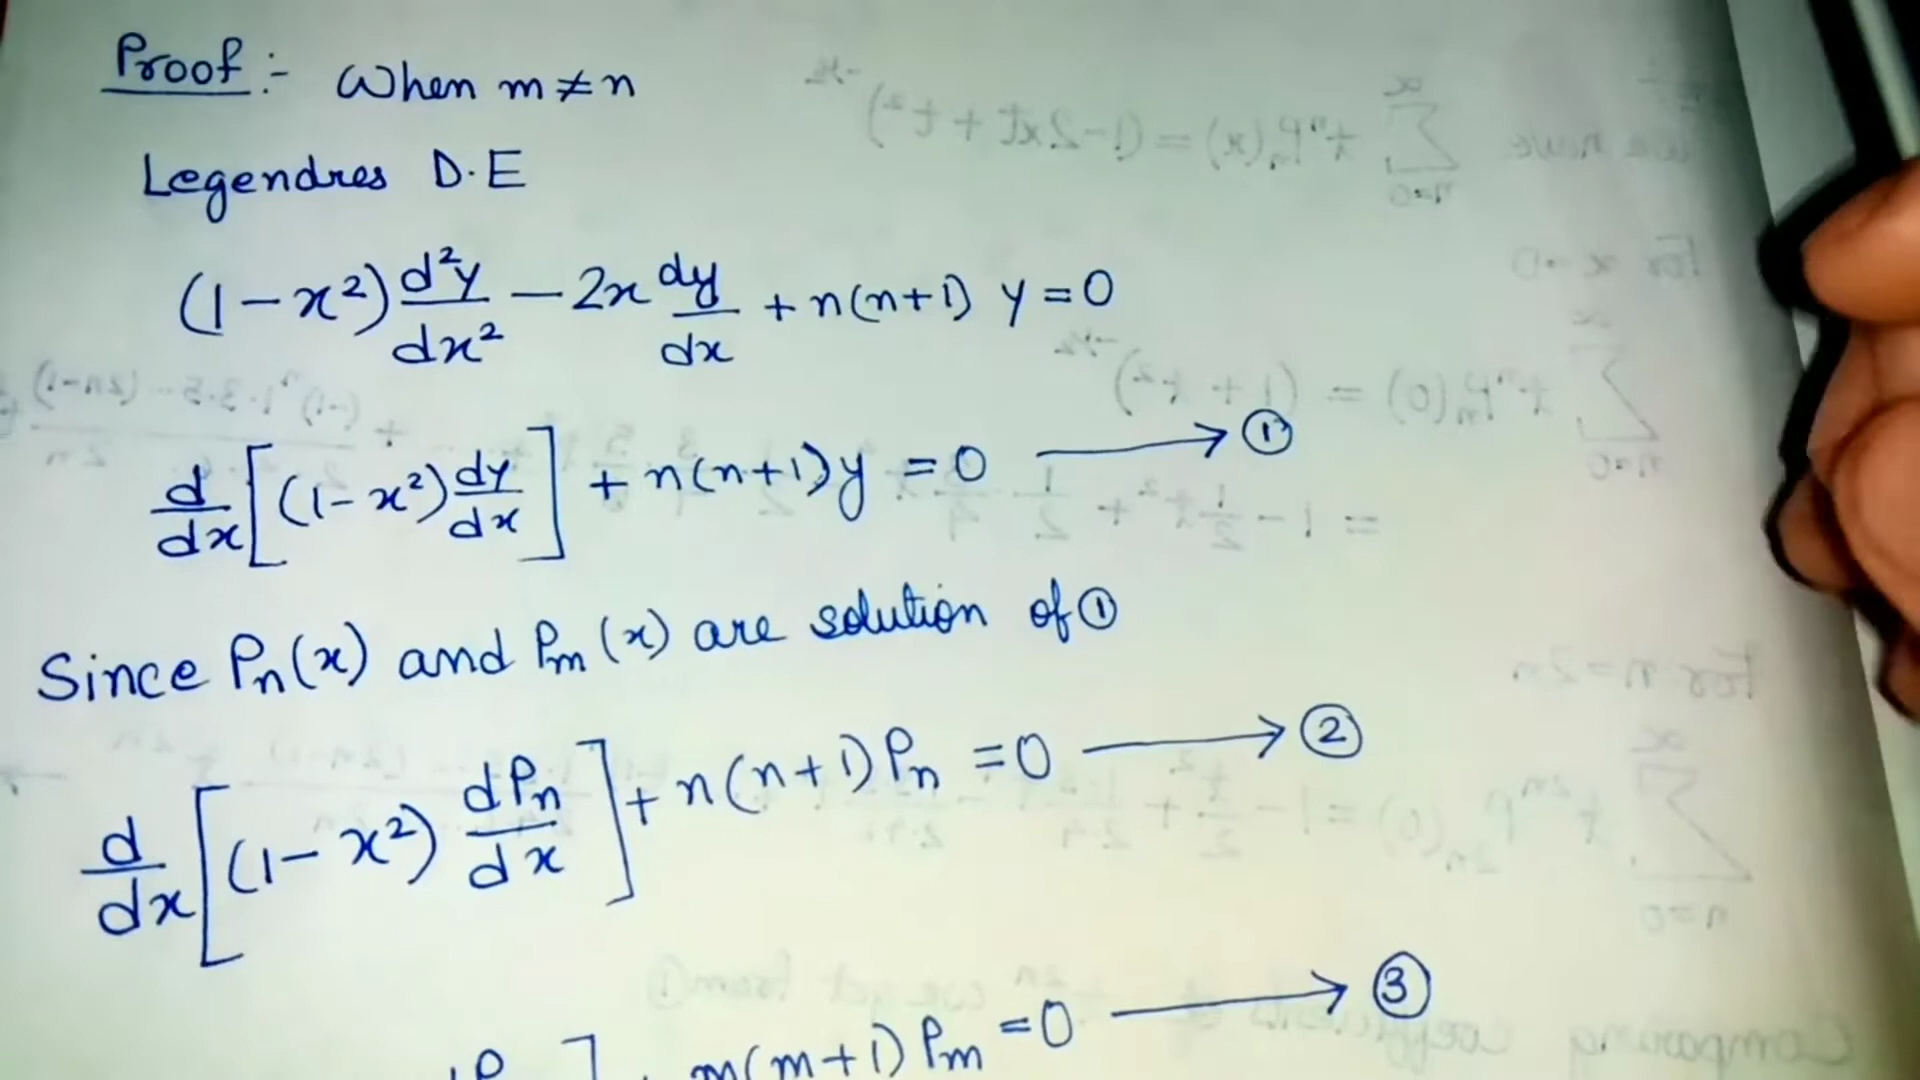 Proof :- When m ≠ n
Legendres D.E
(1-x²) d²y/dx² - 2x dy/dx + n(n+1) y = 0
d/dx [(1-x²) dy/dx] + n(n+1) y = 0 → ①
Since Pn(x) and Pm(x) are solution of ①
d/dx [(1-x²) dPn/dx] + n(n+1) Pn = 0 → ②
m(m+1) Pm = 0 → ③